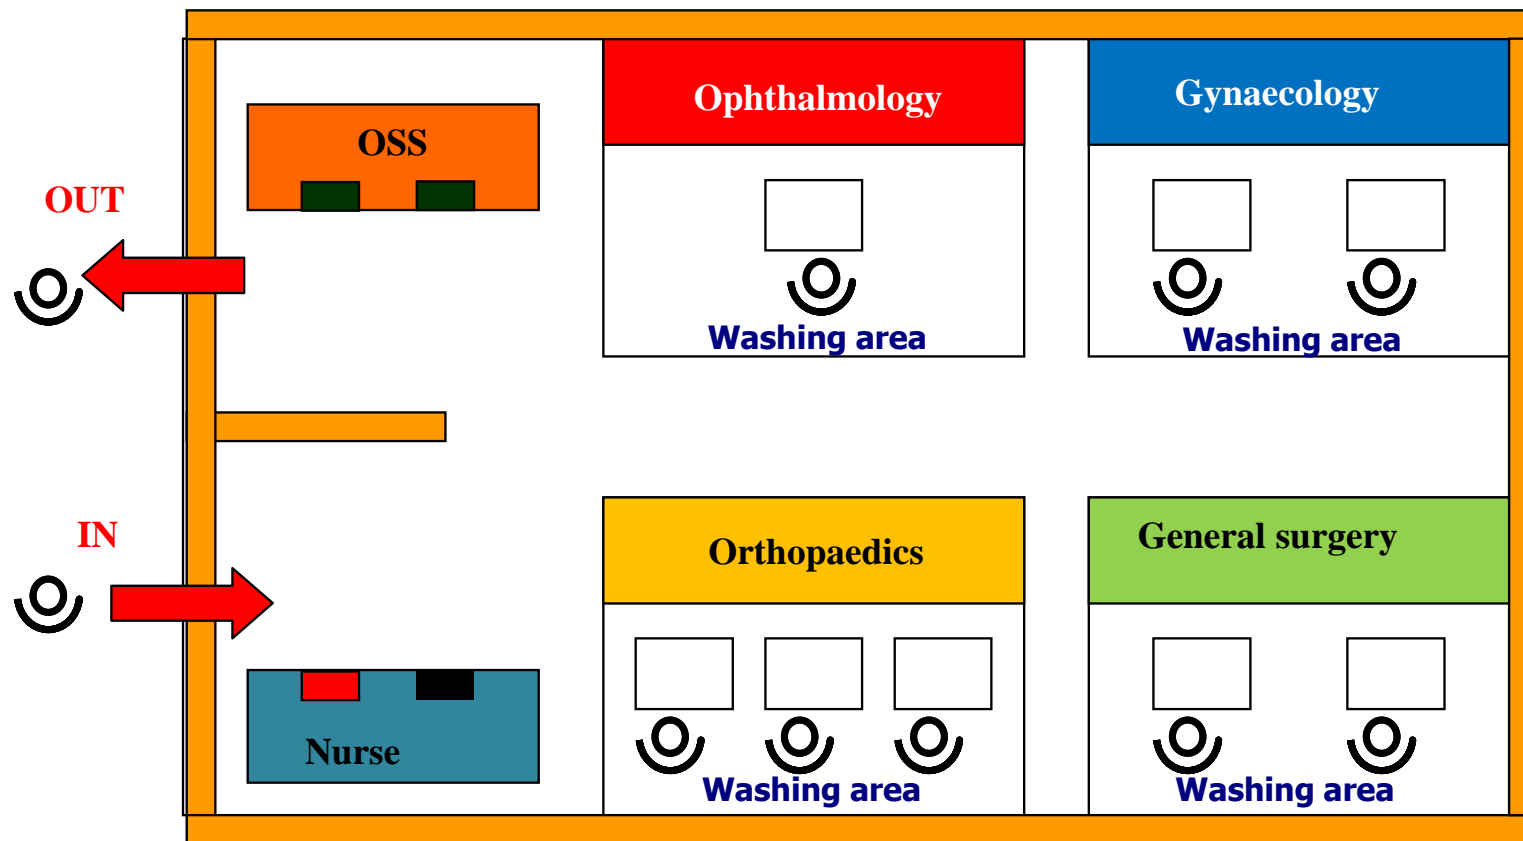 Ophthalmology
Gynaecology
OSS
OUT
Washing area
Washing area
IN
Orthopaedics
General surgery
Nurse
Washing area
Washing area